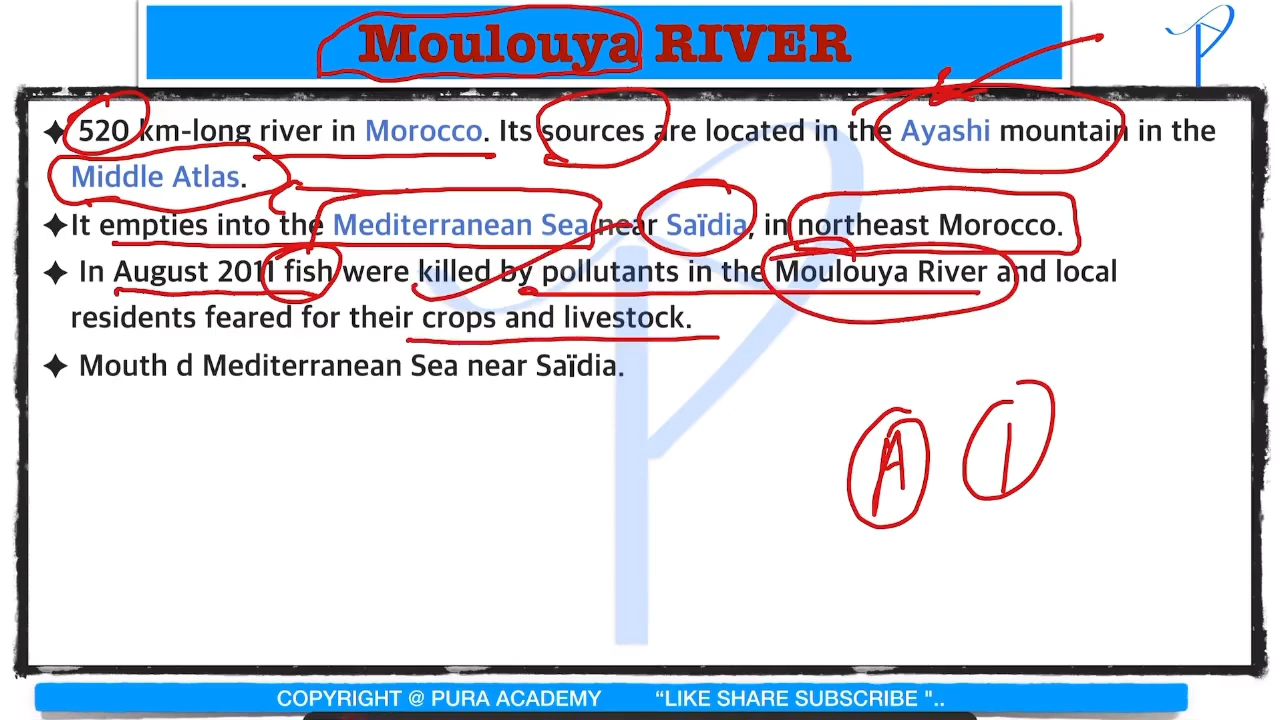 Moulouya RIVER
✦ 520 km-long river in Morocco. Its sources are located in the Ayashi mountain in the
Middle Atlas.
✦It empties into the Mediterranean Sea near Saïdia, in northeast Morocco.
✦ In August 2011 fish were killed by pollutants in the Moulouya River and local
residents feared for their crops and livestock.
✦ Mouth d Mediterranean Sea near Saïdia.
A 1
COPYRIGHT @ PURA ACADEMY "LIKE SHARE SUBSCRIBE "..